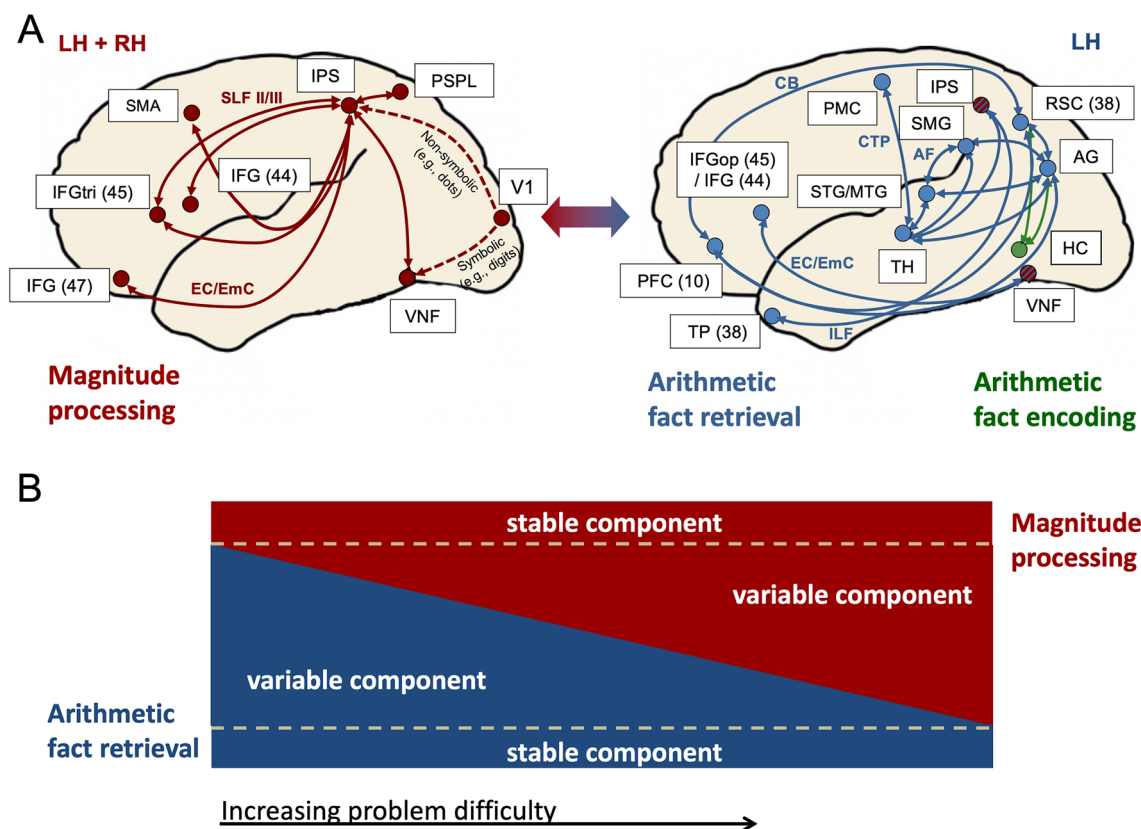 A
LH + RH
IPS
PSPL
SMA
SLF II/III
Non-symbolic
(e.g., dots)
IFG (44)
IFGtri (45)
V1
Symbolic
(e.g., digits)
IFG (47)
EC/EmC
VNF
Magnitude
processing
LH
CB
IPS
PMC
RSC (38)
SMG
CTP
AF
AG
IFGop (45)
/ IFG (44)
STG/MTG
HC
TH
EC/EmC
PFC (10)
VNF
TP (38)
ILF
Arithmetic
fact retrieval
Arithmetic
fact encoding
B
stable component
Magnitude
processing
variable component
variable component
Arithmetic
fact retrieval
stable component
Increasing problem difficulty